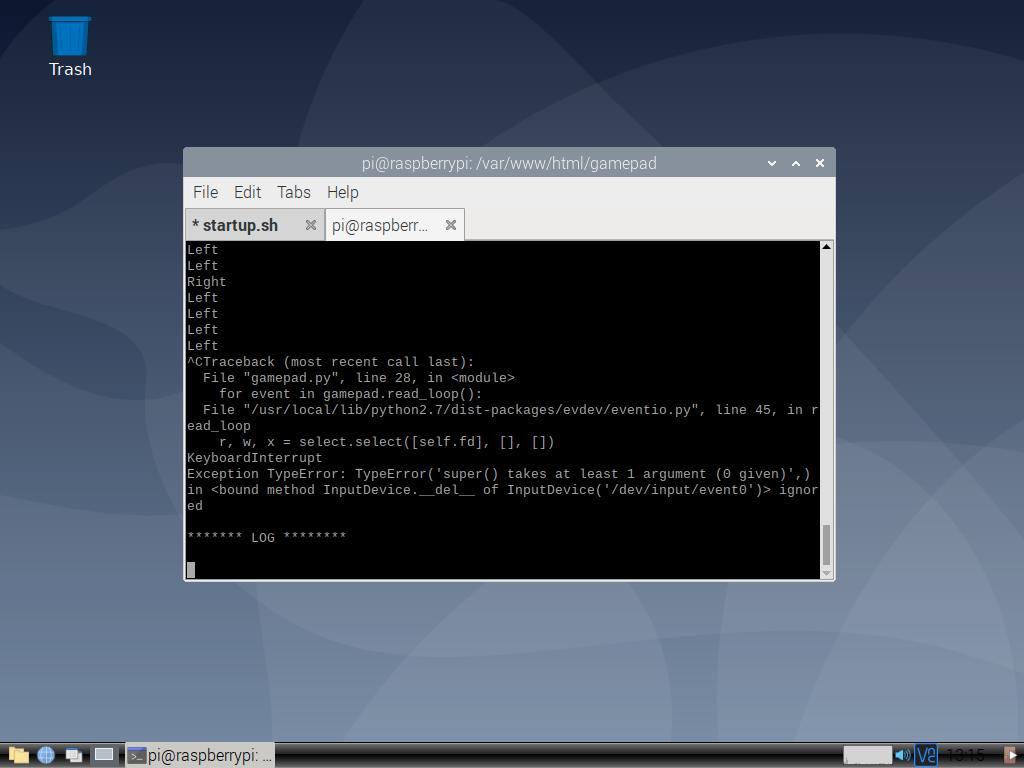 Trash
pi@raspberrypi: /var/www/html/gamepad
File Edit Tabs Help
* startup.sh
pi@raspberr...
Left
Left
Right
Left
Left
Left
Left
^CTraceback (most recent call last):
  File "gamepad.py", line 28, in <module>
    for event in gamepad.read_loop():
  File "/usr/local/lib/python2.7/dist-packages/evdev/eventio.py", line 45, in r
ead_loop
    r, w, x = select.select([self.fd], [], [])
KeyboardInterrupt
Exception TypeError: TypeError('super() takes at least 1 argument (0 given)',)
in <bound method InputDevice.__del__ of InputDevice('/dev/input/event0')> ignor
ed
******* LOG ********
pi@raspberrypi: ...
V2
13:15